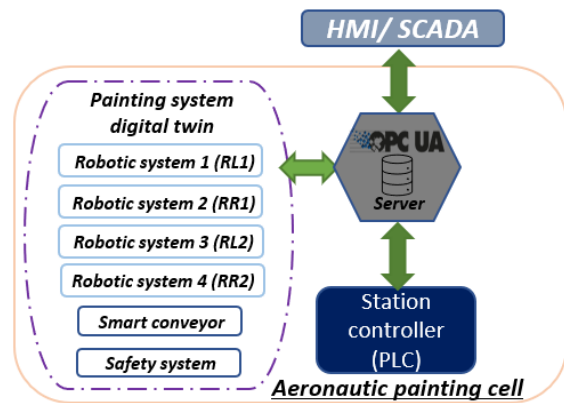 HMI/ SCADA
Painting system
digital twin
Robotic system 1 (RL1)
Robotic system 2 (RR1)
Robotic system 3 (RL2)
Robotic system 4 (RR2)
Smart conveyor
Safety system
OPC UA
Server
Station
controller
(PLC)
Aeronautic painting cell